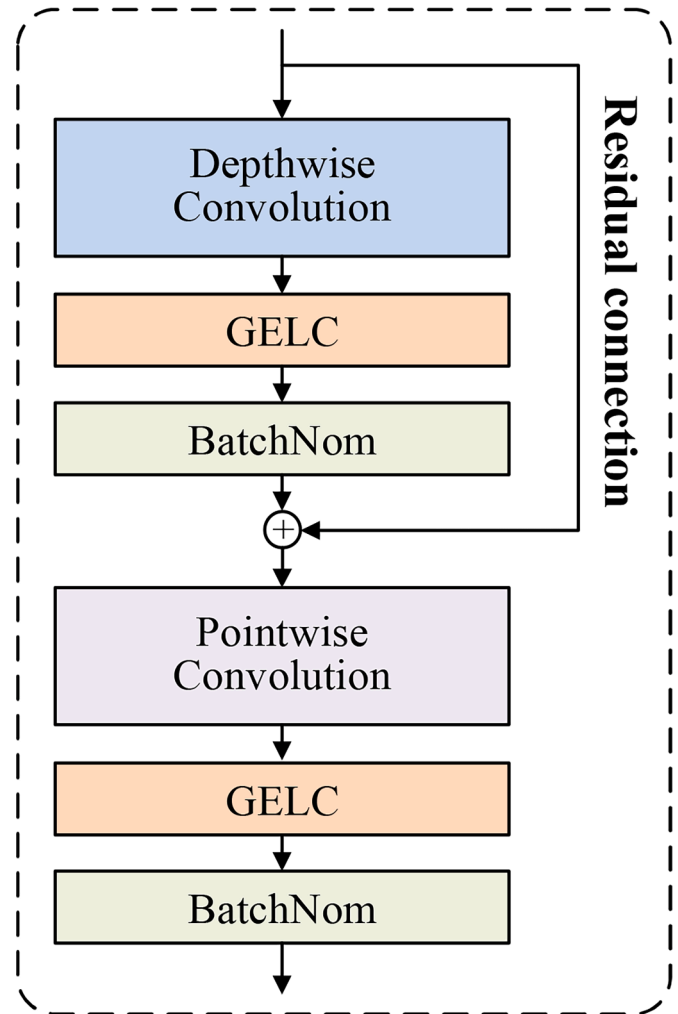 Depthwise
Convolution
GELC
BatchNom
+
Pointwise
Convolution
GELC
BatchNom
Residual connection